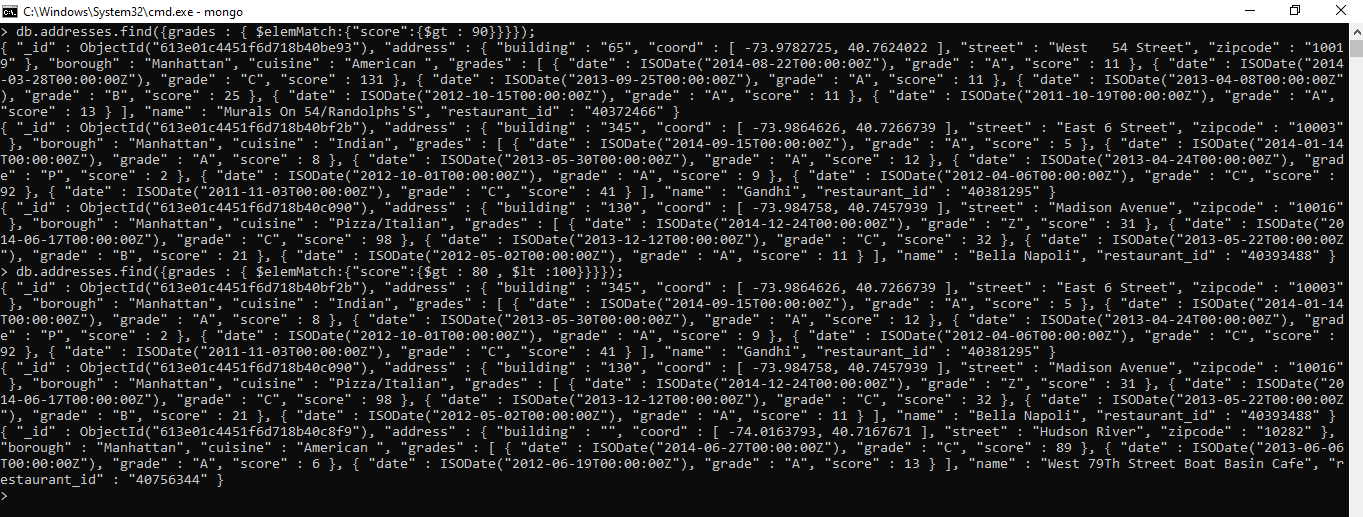 C:\Windows\System32\cmd.exe - mongo
> db.addresses.find({grades : { $elemMatch:{"score":{$gt : 90}}}});
{ "_id" : ObjectId("613e01c4451f6d718b40be93"), "address" : { "building" : "65", "coord" : [ -73.9782725, 40.7624022 ], "street" : "West   54 Street", "zipcode" : "1001
9" }, "borough" : "Manhattan", "cuisine" : "American ", "grades" : [ { "date" : ISODate("2014-08-22T00:00:00Z"), "grade" : "A", "score" : 11 }, { "date" : ISODate("2014
-03-28T00:00:00Z"), "grade" : "C", "score" : 131 }, { "date" : ISODate("2013-09-25T00:00:00Z"), "grade" : "A", "score" : 11 }, { "date" : ISODate("2013-04-08T00:00:00Z"
), "grade" : "B", "score" : 25 }, { "date" : ISODate("2012-10-15T00:00:00Z"), "grade" : "A", "score" : 11 }, { "date" : ISODate("2011-10-19T00:00:00Z"), "grade" : "A",
"score" : 13 } ], "name" : "Murals On 54/Randolphs'S", "restaurant_id" : "40372466" }
{ "_id" : ObjectId("613e01c4451f6d718b40bf2b"), "address" : { "building" : "345", "coord" : [ -73.9864626, 40.7266739 ], "street" : "East 6 Street", "zipcode" : "10003"
 }, "borough" : "Manhattan", "cuisine" : "Indian", "grades" : [ { "date" : ISODate("2014-09-15T00:00:00Z"), "grade" : "A", "score" : 5 }, { "date" : ISODate("2014-01-14
T00:00:00Z"), "grade" : "A", "score" : 8 }, { "date" : ISODate("2013-05-30T00:00:00Z"), "grade" : "A", "score" : 12 }, { "date" : ISODate("2013-04-24T00:00:00Z"), "grad
e" : "P", "score" : 2 }, { "date" : ISODate("2012-10-01T00:00:00Z"), "grade" : "A", "score" : 9 }, { "date" : ISODate("2012-04-06T00:00:00Z"), "grade" : "C", "score" :
92 }, { "date" : ISODate("2011-11-03T00:00:00Z"), "grade" : "C", "score" : 41 } ], "name" : "Gandhi", "restaurant_id" : "40381295" }
{ "_id" : ObjectId("613e01c4451f6d718b40c090"), "address" : { "building" : "130", "coord" : [ -73.984758, 40.7457939 ], "street" : "Madison Avenue", "zipcode" : "10016"
 }, "borough" : "Manhattan", "cuisine" : "Pizza/Italian", "grades" : [ { "date" : ISODate("2014-12-24T00:00:00Z"), "grade" : "Z", "score" : 31 }, { "date" : ISODate("20
14-06-17T00:00:00Z"), "grade" : "C", "score" : 98 }, { "date" : ISODate("2013-12-12T00:00:00Z"), "grade" : "C", "score" : 32 }, { "date" : ISODate("2013-05-22T00:00:00Z
"), "grade" : "B", "score" : 21 }, { "date" : ISODate("2012-05-02T00:00:00Z"), "grade" : "A", "score" : 11 } ], "name" : "Bella Napoli", "restaurant_id" : "40393488" }
> db.addresses.find({grades : { $elemMatch:{"score":{$gt : 80 , $lt :100}}}});
{ "_id" : ObjectId("613e01c4451f6d718b40bf2b"), "address" : { "building" : "345", "coord" : [ -73.9864626, 40.7266739 ], "street" : "East 6 Street", "zipcode" : "10003"
 }, "borough" : "Manhattan", "cuisine" : "Indian", "grades" : [ { "date" : ISODate("2014-09-15T00:00:00Z"), "grade" : "A", "score" : 5 }, { "date" : ISODate("2014-01-14
T00:00:00Z"), "grade" : "A", "score" : 8 }, { "date" : ISODate("2013-05-30T00:00:00Z"), "grade" : "A", "score" : 12 }, { "date" : ISODate("2013-04-24T00:00:00Z"), "grad
e" : "P", "score" : 2 }, { "date" : ISODate("2012-10-01T00:00:00Z"), "grade" : "A", "score" : 9 }, { "date" : ISODate("2012-04-06T00:00:00Z"), "grade" : "C", "score" :
92 }, { "date" : ISODate("2011-11-03T00:00:00Z"), "grade" : "C", "score" : 41 } ], "name" : "Gandhi", "restaurant_id" : "40381295" }
{ "_id" : ObjectId("613e01c4451f6d718b40c090"), "address" : { "building" : "130", "coord" : [ -73.984758, 40.7457939 ], "street" : "Madison Avenue", "zipcode" : "10016"
 }, "borough" : "Manhattan", "cuisine" : "Pizza/Italian", "grades" : [ { "date" : ISODate("2014-12-24T00:00:00Z"), "grade" : "Z", "score" : 31 }, { "date" : ISODate("20
14-06-17T00:00:00Z"), "grade" : "C", "score" : 98 }, { "date" : ISODate("2013-12-12T00:00:00Z"), "grade" : "C", "score" : 32 }, { "date" : ISODate("2013-05-22T00:00:00Z
"), "grade" : "B", "score" : 21 }, { "date" : ISODate("2012-05-02T00:00:00Z"), "grade" : "A", "score" : 11 } ], "name" : "Bella Napoli", "restaurant_id" : "40393488" }
{ "_id" : ObjectId("613e01c4451f6d718b40c8f9"), "address" : { "building" : "", "coord" : [ -74.0163793, 40.7167671 ], "street" : "Hudson River", "zipcode" : "10282" },
"borough" : "Manhattan", "cuisine" : "American ", "grades" : [ { "date" : ISODate("2014-06-27T00:00:00Z"), "grade" : "C", "score" : 89 }, { "date" : ISODate("2013-06-06
T00:00:00Z"), "grade" : "A", "score" : 6 }, { "date" : ISODate("2012-06-19T00:00:00Z"), "grade" : "A", "score" : 13 } ], "name" : "West 79Th Street Boat Basin Cafe", "r
estaurant_id" : "40756344" }
>